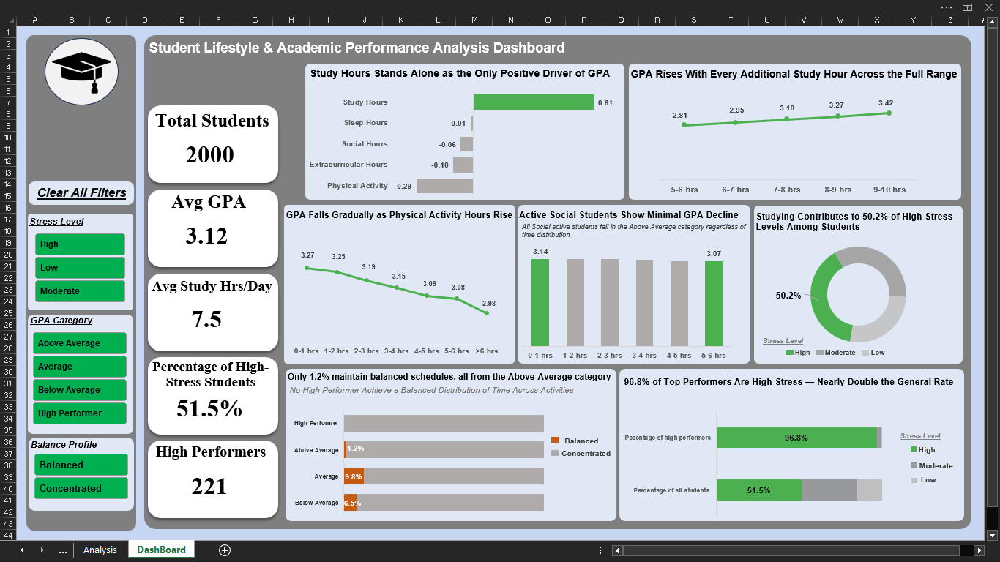 A B C D E F G H I J K L M N O P Q R S T U V W X Y Z
1
2
3
4
5
6
7
8
9
10
11
12
13
14
15
16
17
18
19
20
21
22
23
24
25
26
27
28
29
30
31
32
33
34
35
36
37
38
39
40
41
42
43
44
Student Lifestyle & Academic Performance Analysis Dashboard
Clear All Filters
Stress Level
High
Low
Moderate
GPA Category
Above Average
Average
Below Average
High Performer
Balance Profile
Balanced
Concentrated
Total Students
2000
Avg GPA
3.12
Avg Study Hrs/Day
7.5
Percentage of High-
Stress Students
51.5%
High Performers
221
Study Hours Stands Alone as the Only Positive Driver of GPA
Study Hours 0.61
Sleep Hours -0.01
Social Hours -0.06
Extracurricular Hours -0.10
Physical Activity -0.29
GPA Rises With Every Additional Study Hour Across the Full Range
2.81 2.95 3.10 3.27 3.42
5-6 hrs 6-7 hrs 7-8 hrs 8-9 hrs 9-10 hrs
GPA Falls Gradually as Physical Activity Hours Rise
3.27 3.25 3.19 3.15 3.09 3.08 2.98
0-1 hrs 1-2 hrs 2-3 hrs 3-4 hrs 4-5 hrs 5-6 hrs >6 hrs
Active Social Students Show Minimal GPA Decline
All Social active students fall in the Above Average category regardless of
time distribution
3.14 3.07
0-1 hrs 1-2 hrs 2-3 hrs 3-4 hrs 4-5 hrs 5-6 hrs
Studying Contributes to 50.2% of High Stress
Levels Among Students
50.2%
Stress Level
High Moderate Low
Only 1.2% maintain balanced schedules, all from the Above-Average category
No High Performer Achieve a Balanced Distribution of Time Across Activities
High Performer
Above Average 1.2%
Average 9.8%
Below Average 6.5%
Balanced
Concentrated
96.8% of Top Performers Are High Stress — Nearly Double the General Rate
Pecentage of high performers 96.8%
Percentage of all students 51.5%
Stress Level
High
Moderate
Low
... Analysis DashBoard